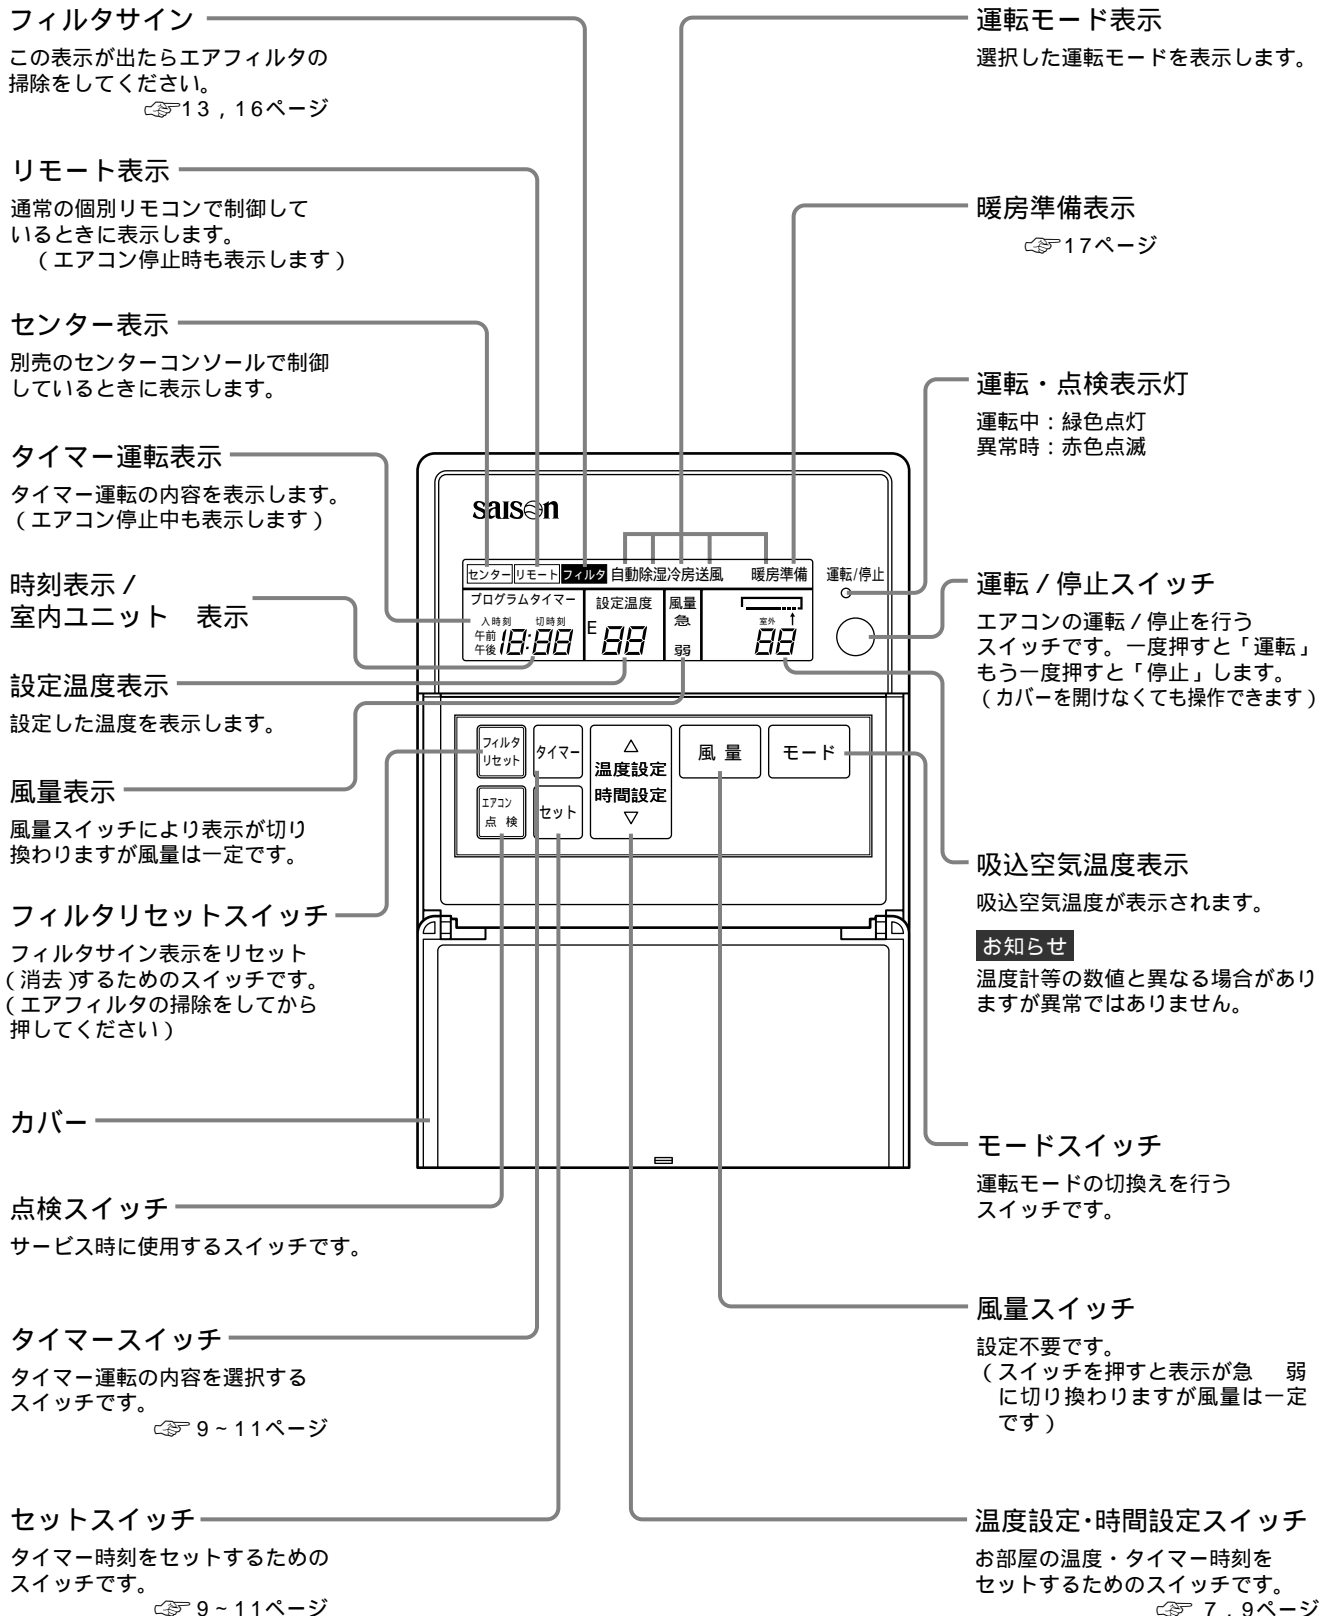 フィルタサイン
この表示が出たらエアフィルタの
掃除をしてください。
☞13，16ページ
リモート表示
通常の個別リモコンで制御して
いるときに表示します。
（エアコン停止時も表示します）
センター表示
別売のセンターコンソールで制御
しているときに表示します。
タイマー運転表示
タイマー運転の内容を表示します。
（エアコン停止中も表示します）
時刻表示／
室内ユニット　表示
設定温度表示
設定した温度を表示します。
風量表示
風量スイッチにより表示が切り
換わりますが風量は一定です。
フィルタリセットスイッチ
フィルタサイン表示をリセット
（消去）するためのスイッチです。
（エアフィルタの掃除をしてから
押してください）
カバー
点検スイッチ
サービス時に使用するスイッチです。
タイマースイッチ
タイマー運転の内容を選択する
スイッチです。
☞ 9～11ページ
セットスイッチ
タイマー時刻をセットするための
スイッチです。
☞ 9～11ページ
saison
センター リモート フィルタ 自動除湿冷房送風 暖房準備 運転/停止
プログラムタイマー 設定温度 風量
入時刻 切時刻 急 室外 ↑
午前
午後 18:88 E 88 弱 88
フィルタ
リセット
タイマー
△
温度設定
時間設定
▽
風量
モード
エアコン
点検
セット
運転モード表示
選択した運転モードを表示します。
暖房準備表示
☞17ページ
運転・点検表示灯
運転中：緑色点灯
異常時：赤色点滅
運転／停止スイッチ
エアコンの運転／停止を行う
スイッチです。一度押すと「運転」
もう一度押すと「停止」します。
（カバーを開けなくても操作できます）
吸込空気温度表示
吸込空気温度が表示されます。
お知らせ
温度計等の数値と異なる場合があり
ますが異常ではありません。
モードスイッチ
運転モードの切換えを行う
スイッチです。
風量スイッチ
設定不要です。
（スイッチを押すと表示が急　弱
に切り換わりますが風量は一定
です）
温度設定・時間設定スイッチ
お部屋の温度・タイマー時刻を
セットするためのスイッチです。
☞ 7，9ページ